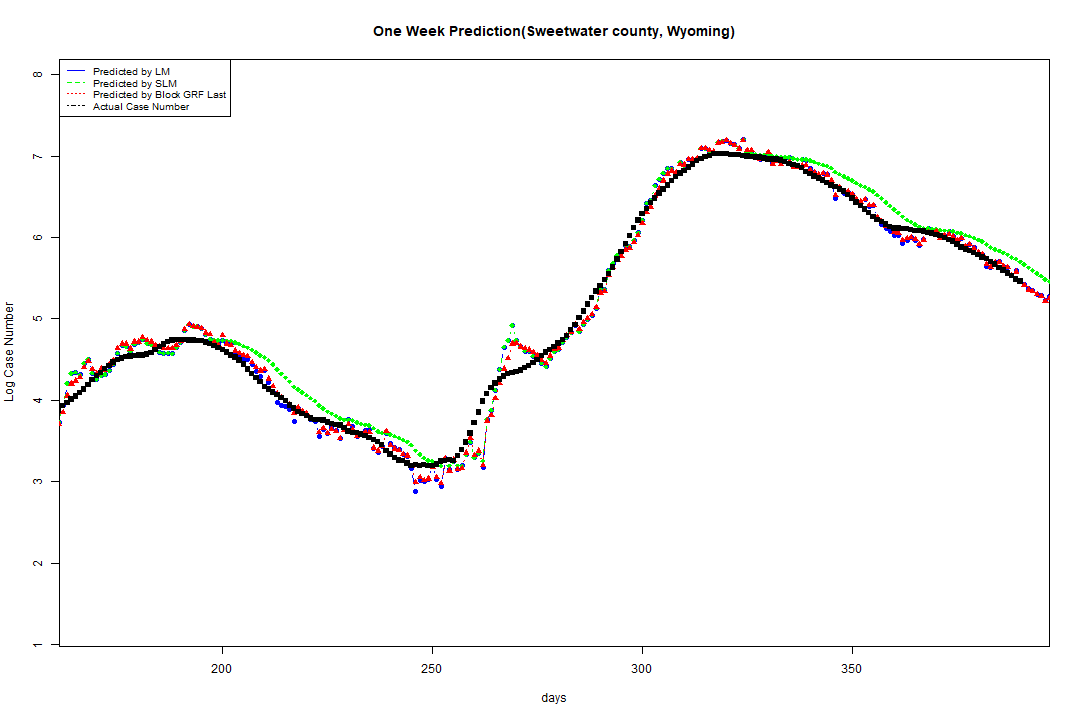 One Week Prediction(Sweetwater county, Wyoming)
Predicted by LM
Predicted by SLM
Predicted by Block GRF Last
Actual Case Number
8
7
6
5
4
3
2
1
Log Case Number
200 250 300 350
days